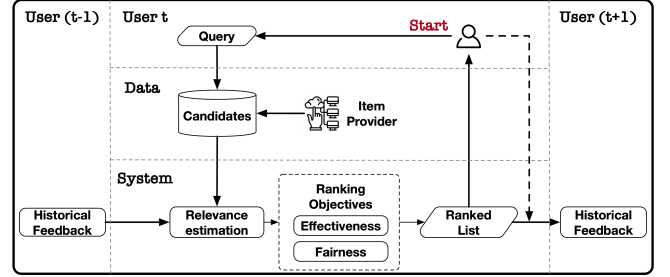 User (t-1)
User t
User (t+1)
Start
Query
Data
Candidates
Item
Provider
System
Ranking
Objectives
Historical
Feedback
Relevance
estimation
Effectiveness
Fairness
Ranked
List
Historical
Feedback